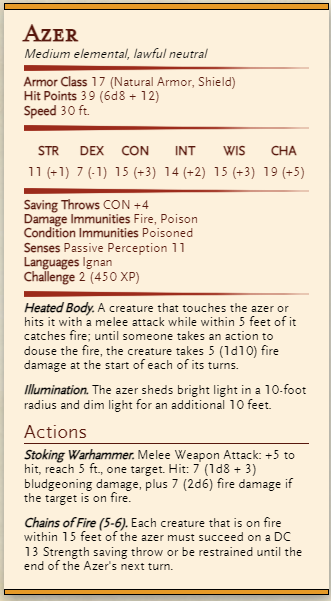 Azer
Medium elemental, lawful neutral
Armor Class 17 (Natural Armor, Shield)
Hit Points 39 (6d8 + 12)
Speed 30 ft.
STR DEX CON INT WIS CHA
11 (+1) 7 (-1) 15 (+3) 14 (+2) 15 (+3) 19 (+5)
Saving Throws CON +4
Damage Immunities Fire, Poison
Condition Immunities Poisoned
Senses Passive Perception 11
Languages Ignan
Challenge 2 (450 XP)
Heated Body. A creature that touches the azer or
hits it with a melee attack while within 5 feet of it
catches fire; until someone takes an action to
douse the fire, the creature takes 5 (1d10) fire
damage at the start of each of its turns.
Illumination. The azer sheds bright light in a 10-foot
radius and dim light for an additional 10 feet.
Actions
Stoking Warhammer. Melee Weapon Attack: +5 to
hit, reach 5 ft., one target. Hit: 7 (1d8 + 3)
bludgeoning damage, plus 7 (2d6) fire damage if
the target is on fire.
Chains of Fire (5-6). Each creature that is on fire
within 15 feet of the azer must succeed on a DC
13 Strength saving throw or be restrained until the
end of the Azer's next turn.